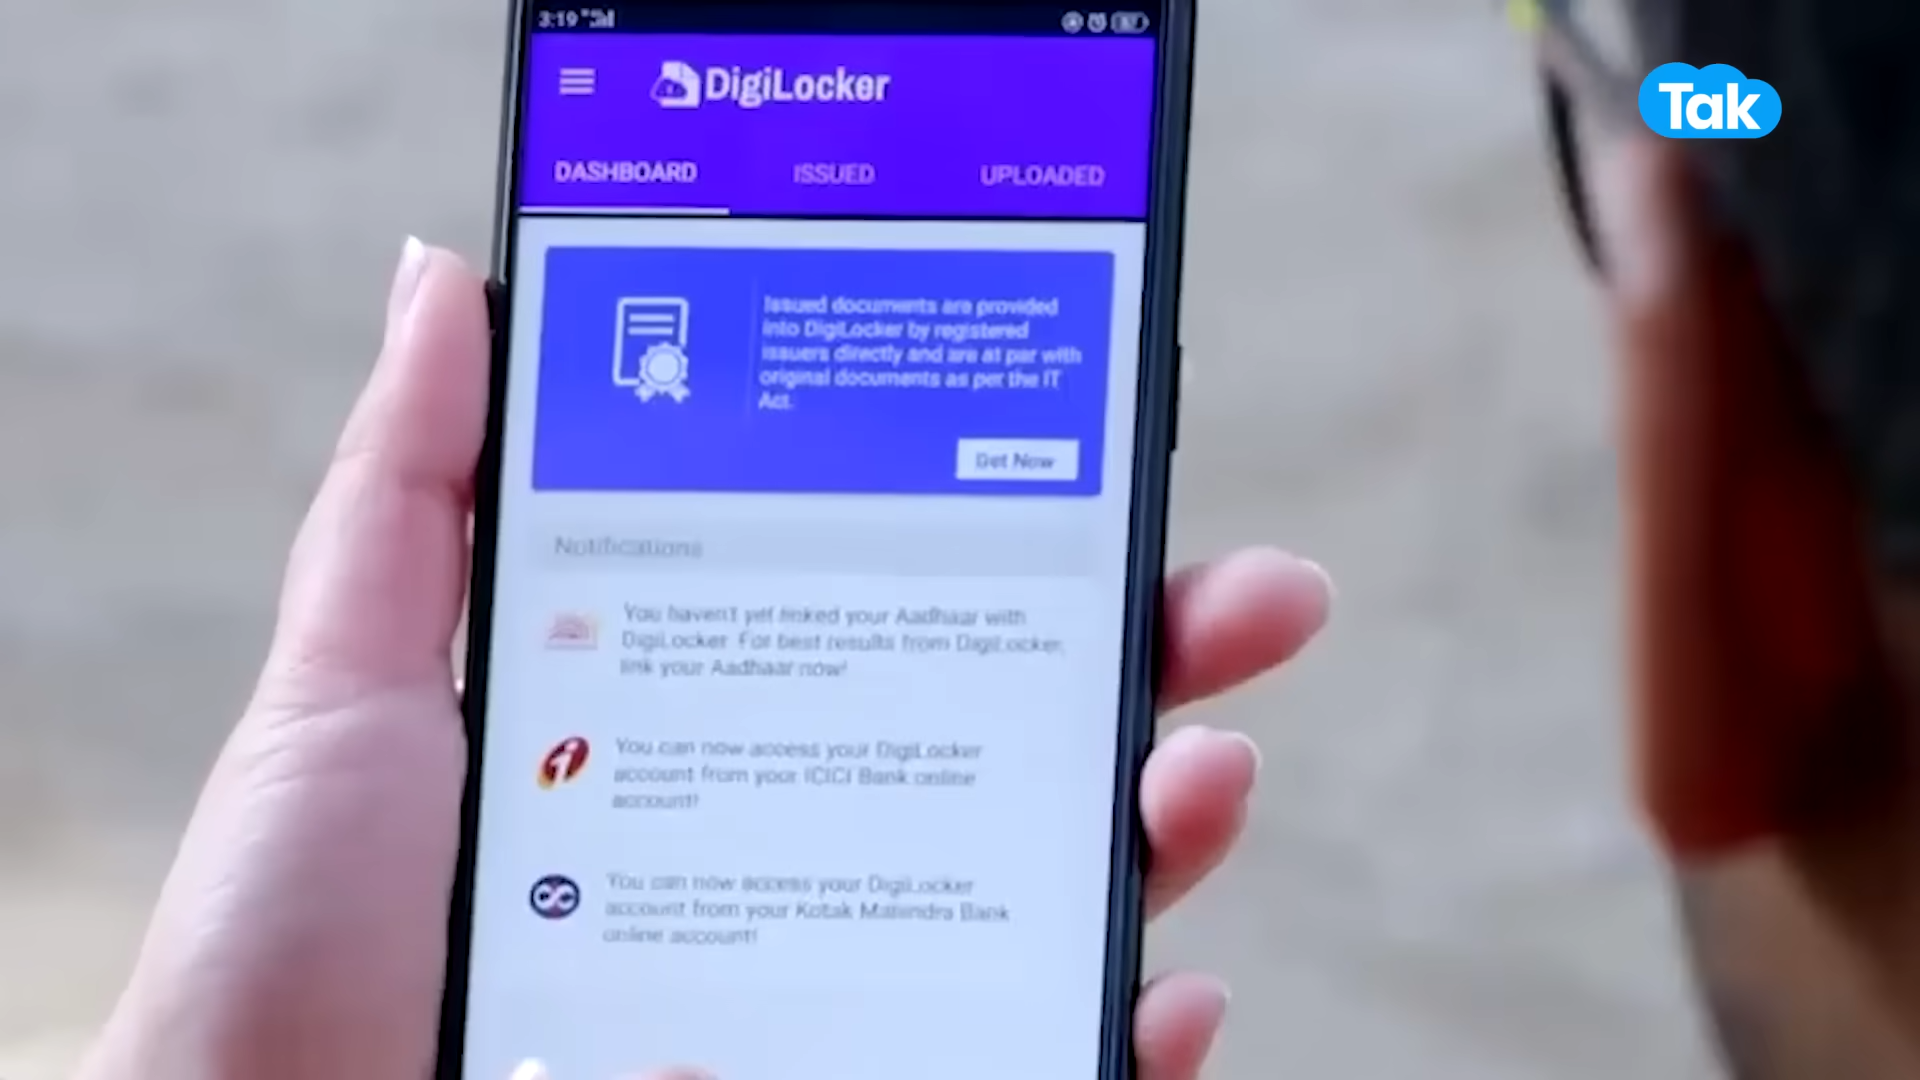 3:19
DigiLocker
Tak
DASHBOARD
ISSUED
UPLOADED
Issued documents are provided
into DigiLocker by registered
issuers directly and are at par with
original documents as per the IT
Act.
Get Now
Notifications
You haven't yet linked your Aadhaar with
DigiLocker. For best results from DigiLocker,
link your Aadhaar now!
You can now access your DigiLocker
account from your ICICI Bank online
account!
You can now access your DigiLocker
account from your Kotak Mahindra Bank
online account!